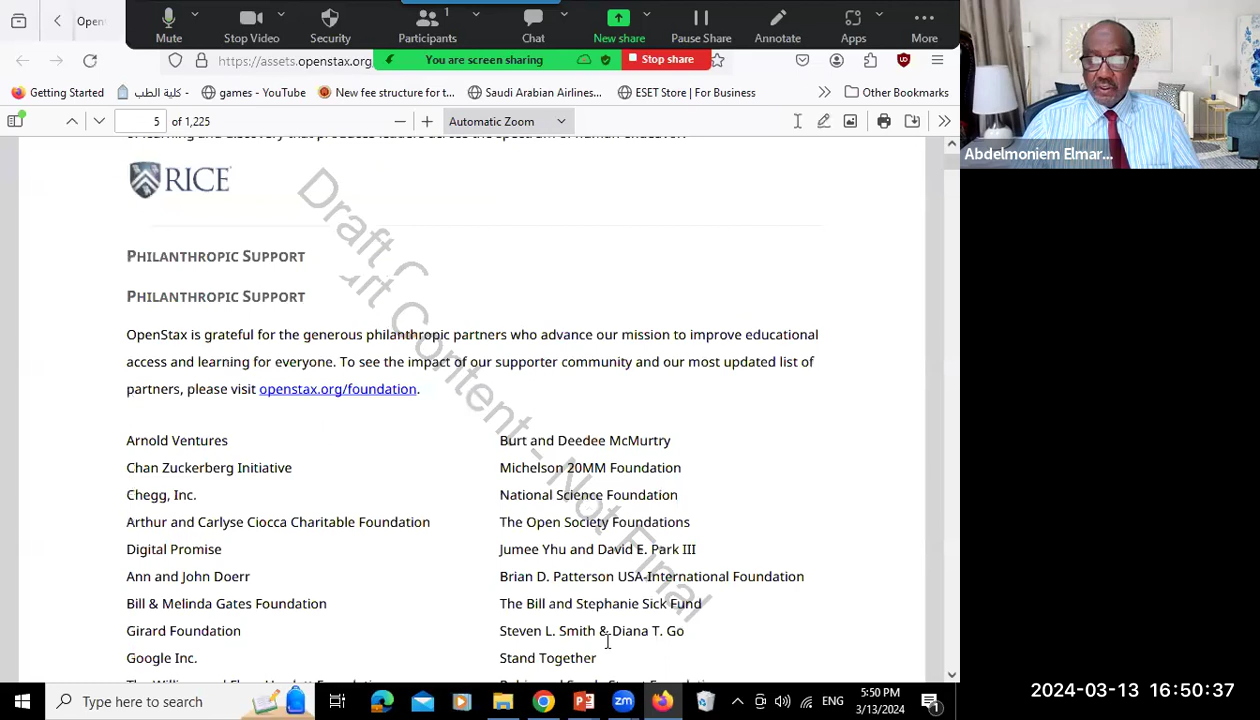 Open
Mute
Stop Video
Security
1
Participants
Chat
New share
Pause Share
Annotate
Apps
More
https://assets.openstax.org
You are screen sharing
Stop share
UD
Getting Started
كلية الطب -
games - YouTube
New fee structure for t...
Saudi Arabian Airlines...
ESET Store | For Business
Other Bookmarks
5
of 1,225
Automatic Zoom
Abdelmoniem Elmar...
RICE
Draft C
Draft Content - Not Final
PHILANTHROPIC SUPPORT
PHILANTHROPIC SUPPORT
OpenStax is grateful for the generous philanthropic partners who advance our mission to improve educational
access and learning for everyone. To see the impact of our supporter community and our most updated list of
partners, please visit openstax.org/foundation.
Arnold Ventures
Chan Zuckerberg Initiative
Chegg, Inc.
Arthur and Carlyse Ciocca Charitable Foundation
Digital Promise
Ann and John Doerr
Bill & Melinda Gates Foundation
Girard Foundation
Google Inc.
Burt and Deedee McMurtry
Michelson 20MM Foundation
National Science Foundation
The Open Society Foundations
Jumee Yhu and David E. Park III
Brian D. Patterson USA-International Foundation
The Bill and Stephanie Sick Fund
Steven L. Smith & Diana T. Go
Stand Together
Type here to search
ENG
5:50 PM
3/13/2024
1
2024-03-13 16:50:37